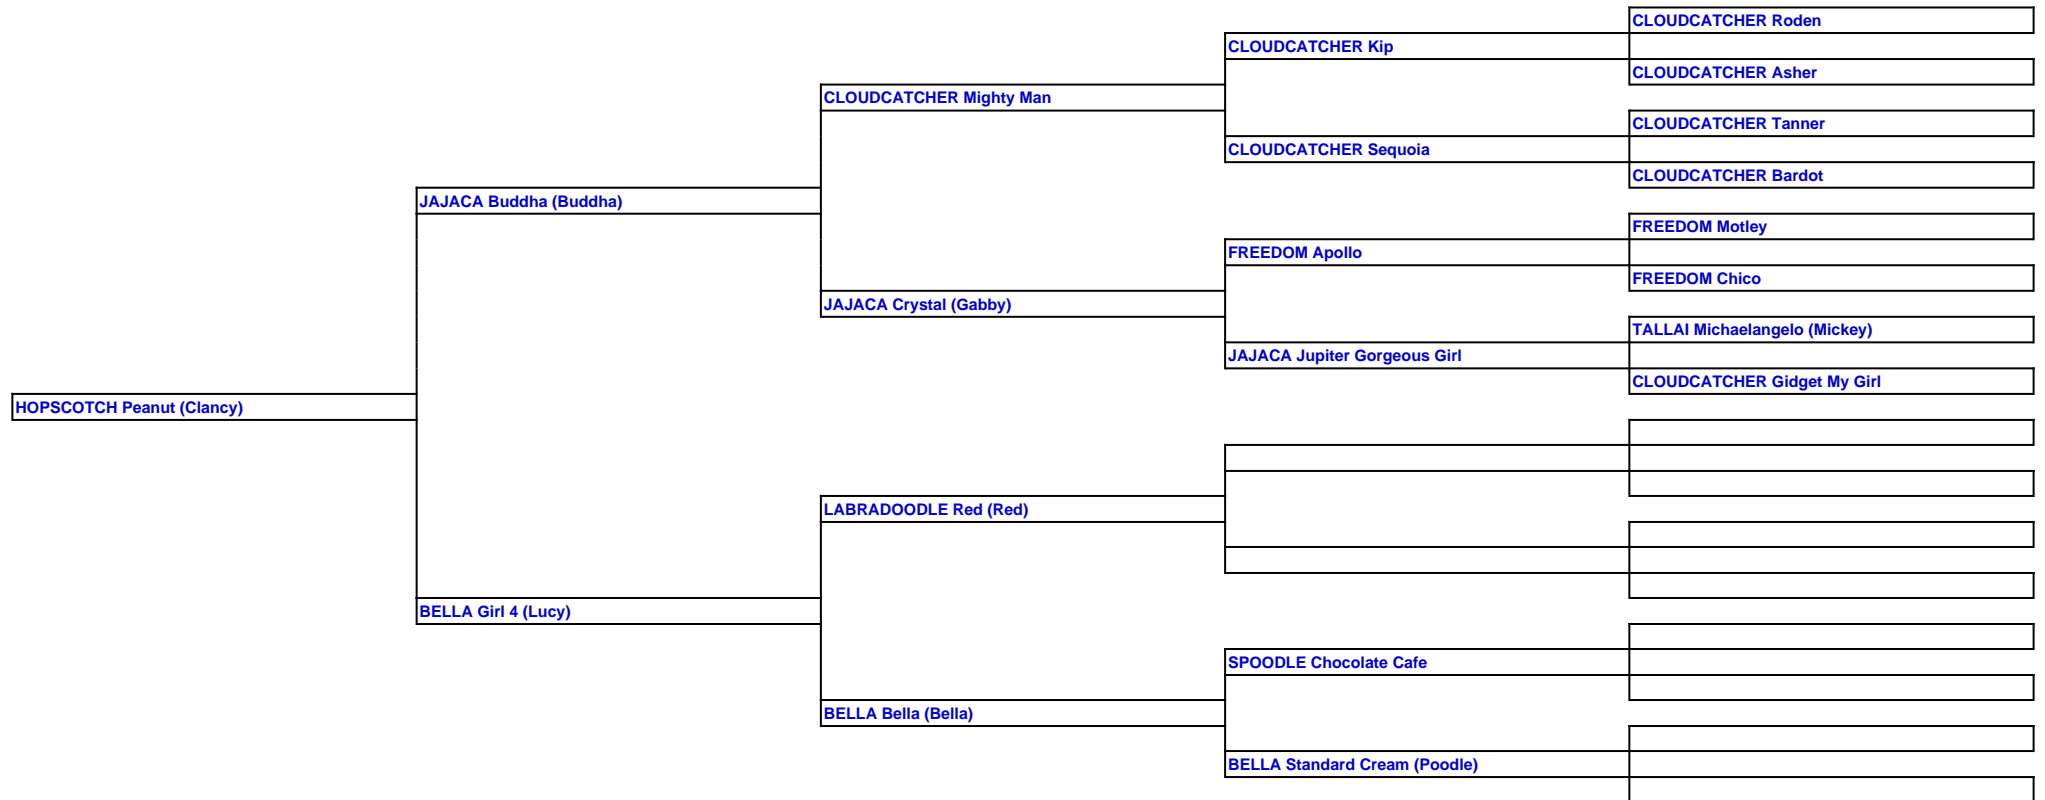 CLOUDCATCHER Roden
CLOUDCATCHER Kip
CLOUDCATCHER Asher
CLOUDCATCHER Mighty Man
CLOUDCATCHER Tanner
CLOUDCATCHER Sequoia
CLOUDCATCHER Bardot
JAJACA Buddha (Buddha)
FREEDOM Motley
FREEDOM Apollo
FREEDOM Chico
JAJACA Crystal (Gabby)
TALLAI Michaelangelo (Mickey)
JAJACA Jupiter Gorgeous Girl
CLOUDCATCHER Gidget My Girl
HOPSCOTCH Peanut (Clancy)
LABRADOODLE Red (Red)
BELLA Girl 4 (Lucy)
SPOODLE Chocolate Cafe
BELLA Bella (Bella)
BELLA Standard Cream (Poodle)